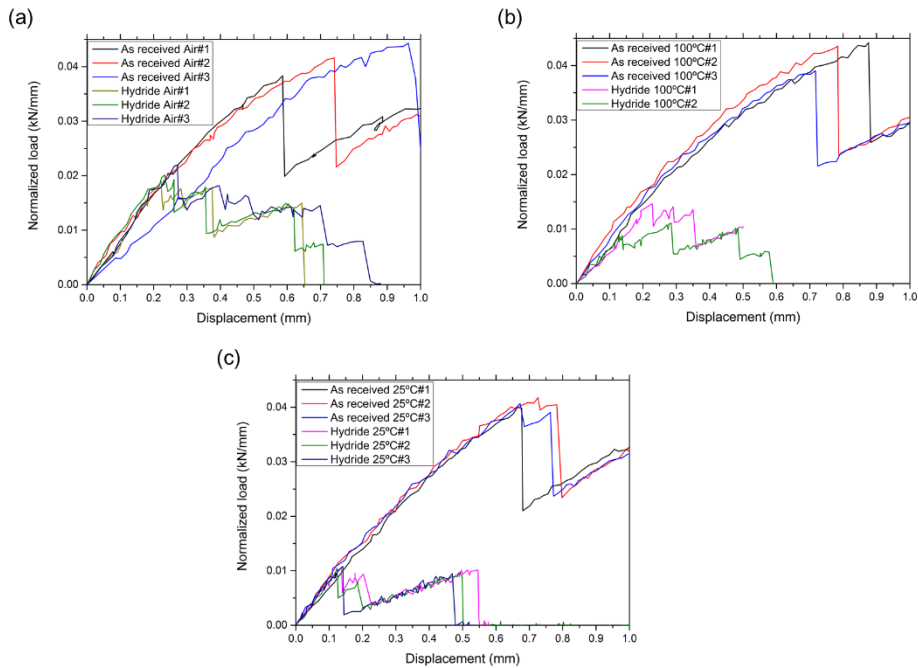 (a)
As received Air#1
As received Air#2
As received Air#3
Hydride Air#1
Hydride Air#2
Hydride Air#3
0.04
0.03
0.02
0.01
0.00
Normalized load (kN/mm)
0.0 0.1 0.2 0.3 0.4 0.5 0.6 0.7 0.8 0.9 1.0
Displacement (mm)
(b)
As received 100ºC#1
As received 100ºC#2
As received 100ºC#3
Hydride 100ºC#1
Hydride 100ºC#2
0.04
0.03
0.02
0.01
0.00
Normalized load (kN/mm)
0.0 0.1 0.2 0.3 0.4 0.5 0.6 0.7 0.8 0.9 1.0
Displacement (mm)
(c)
As received 25ºC#1
As received 25ºC#2
As received 25ºC#3
Hydride 25ºC#1
Hydride 25ºC#2
Hydride 25ºC#3
0.04
0.03
0.02
0.01
0.00
Normalized load (kN/mm)
0.0 0.1 0.2 0.3 0.4 0.5 0.6 0.7 0.8 0.9 1.0
Displacement (mm)